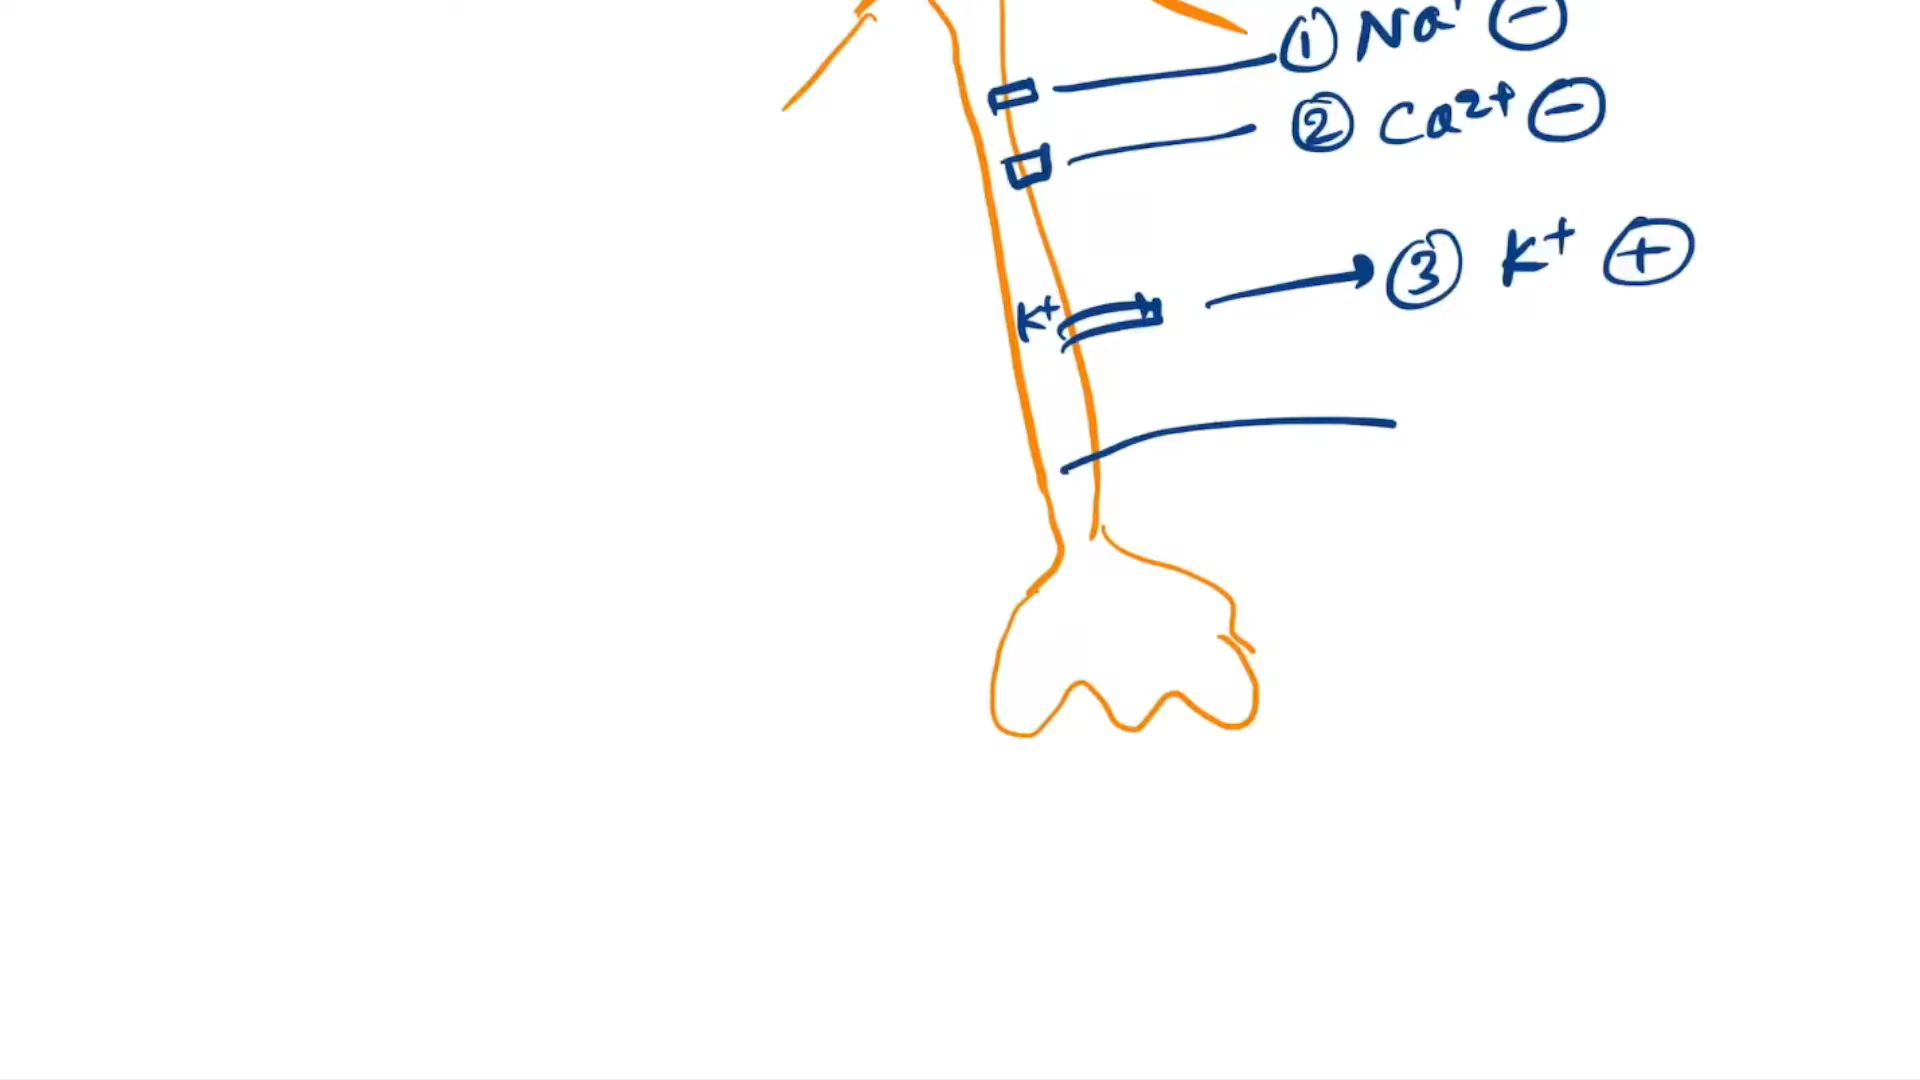 ① Na⁺ ⊖
② Ca²⁺ ⊖
③ K⁺ ⊕
K⁺